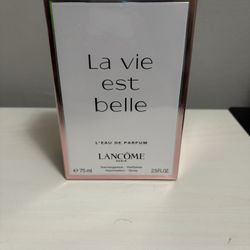 La vie
est
belle
L'EAU DE PARFUM
LANCÔME
PARIS
℮ 75 ml
2.5 FL.OZ